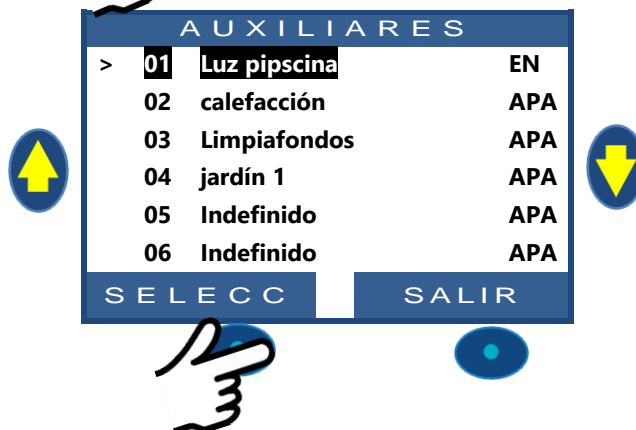 AUXILIARES
> 01 Luz pipscina EN
02 calefacción APA
03 Limpiafondos APA
04 jardín 1 APA
05 Indefinido APA
06 Indefinido APA
SELECC SALIR